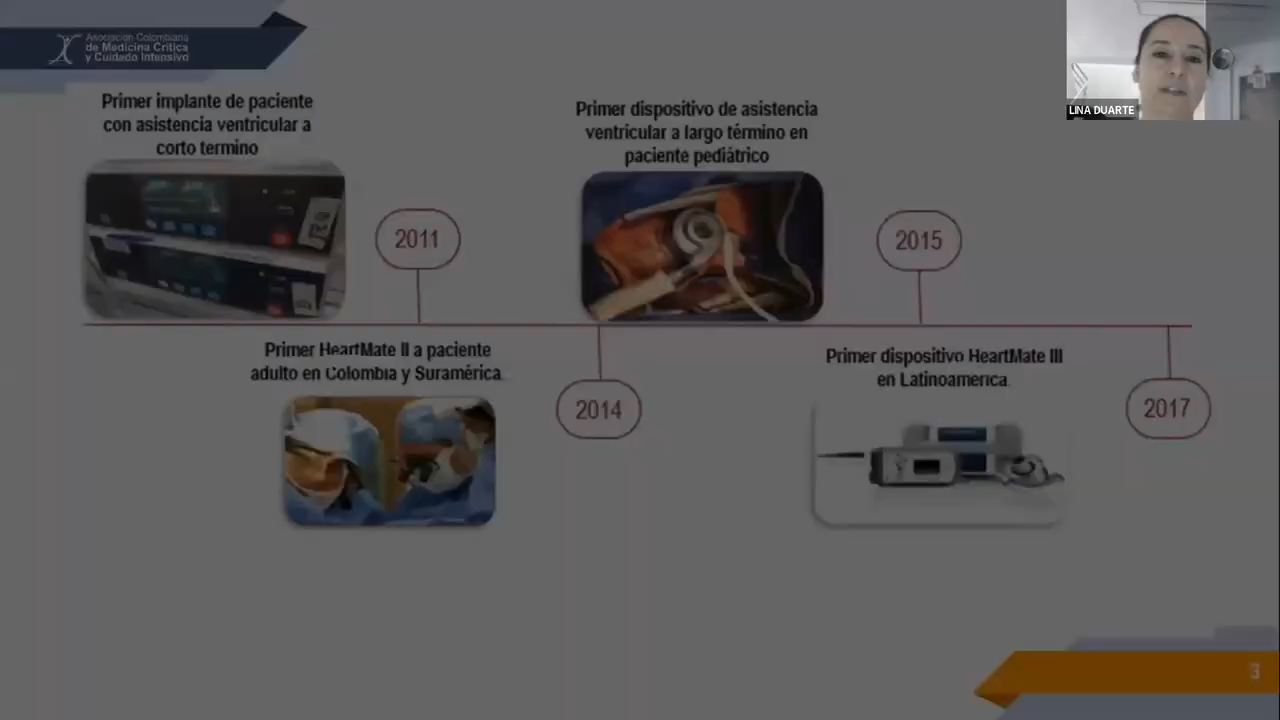 Asociación Colombiana
de Medicina Crítica
y Cuidado Intensivo
LINA DUARTE
Primer implante de paciente
con asistencia ventricular a
corto termino
2011
Primer dispositivo de asistencia
ventricular a largo término en
paciente pediátrico
2015
Primer HeartMate II a paciente
adulto en Colombia y Suramérica.
2014
Primer dispositivo HeartMate III
en Latinoamerica
2017
3